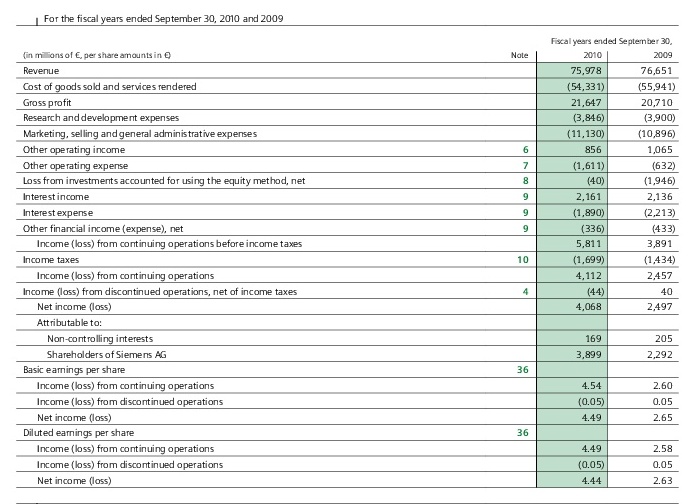 For the fiscal years ended September 30, 2010 and 2009
Fiscal years ended September 30,
(in millions of €, per share amounts in €) Note 2010 2009
Revenue 75,978 76,651
Cost of goods sold and services rendered (54,331) (55,941)
Gross profit 21,647 20,710
Research and development expenses (3,846) (3,900)
Marketing, selling and general administrative expenses (11,130) (10,896)
Other operating income 6 856 1,065
Other operating expense 7 (1,611) (632)
Loss from investments accounted for using the equity method, net 8 (40) (1,946)
Interest income 9 2,161 2,136
Interest expense 9 (1,890) (2,213)
Other financial income (expense), net 9 (336) (433)
Income (loss) from continuing operations before income taxes 5,811 3,891
Income taxes 10 (1,699) (1,434)
Income (loss) from continuing operations 4,112 2,457
Income (loss) from discontinued operations, net of income taxes 4 (44) 40
Net income (loss) 4,068 2,497
Attributable to:
Non-controlling interests 169 205
Shareholders of Siemens AG 3,899 2,292
Basic earnings per share 36
Income (loss) from continuing operations 4.54 2.60
Income (loss) from discontinued operations (0.05) 0.05
Net income (loss) 4.49 2.65
Diluted earnings per share 36
Income (loss) from continuing operations 4.49 2.58
Income (loss) from discontinued operations (0.05) 0.05
Net income (loss) 4.44 2.63